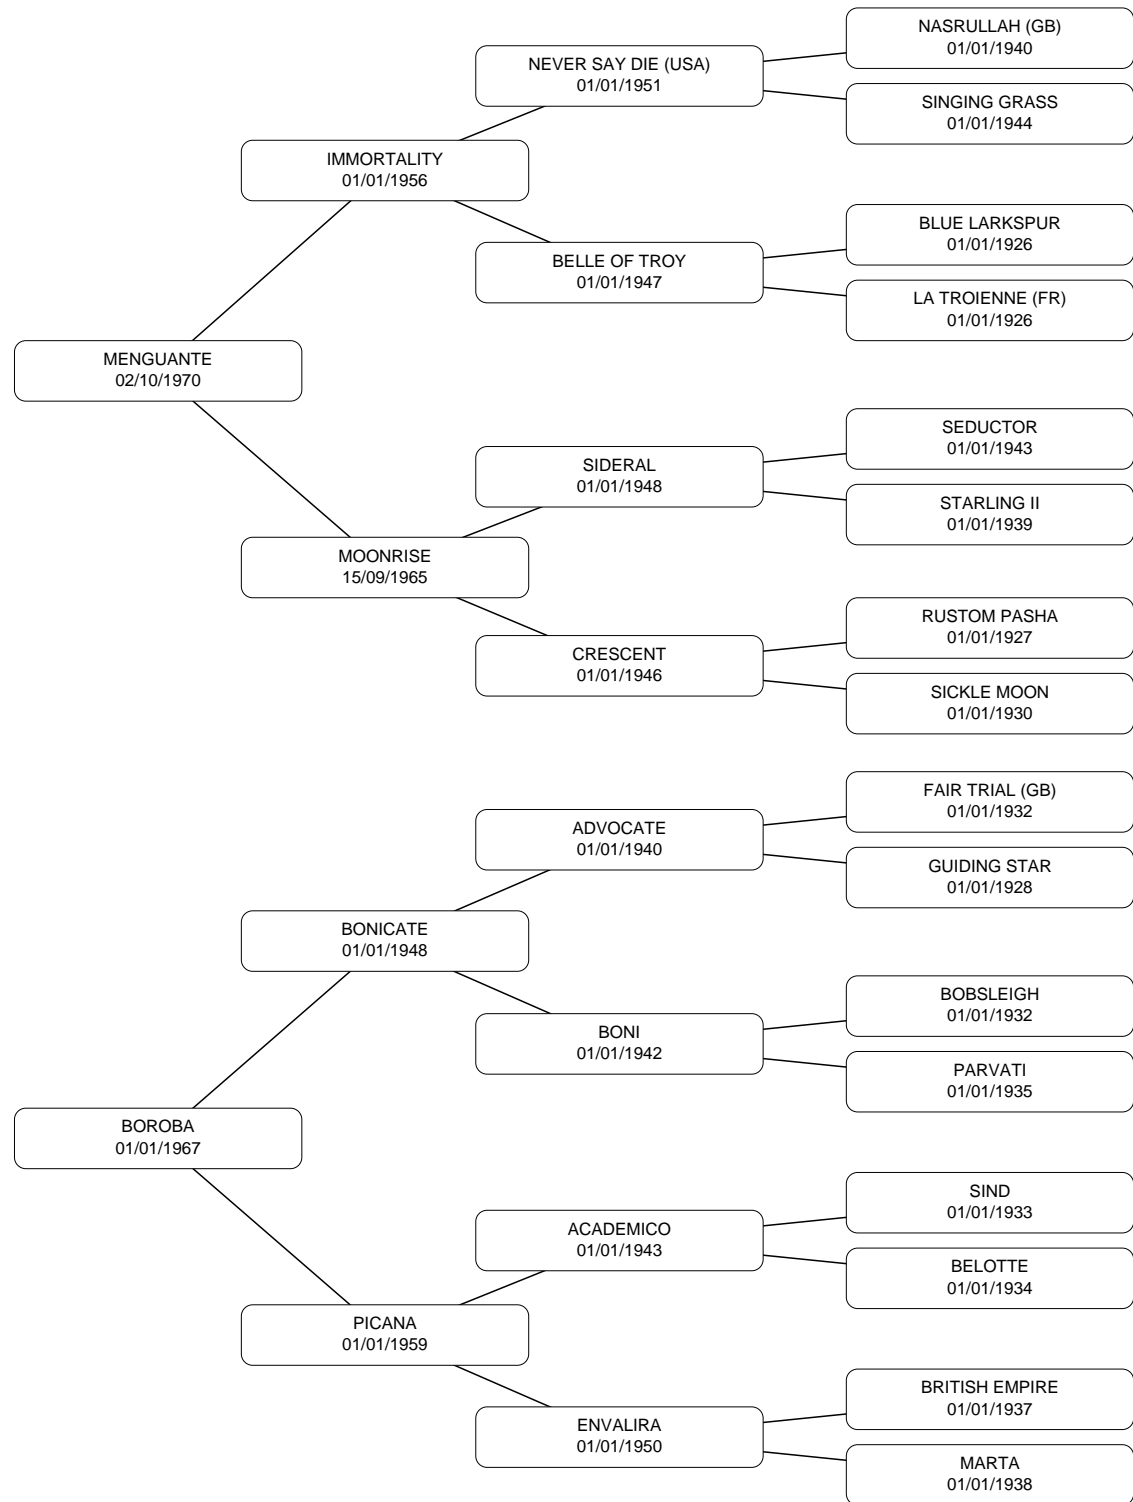 NASRULLAH (GB)
01/01/1940
NEVER SAY DIE (USA)
01/01/1951
SINGING GRASS
01/01/1944
IMMORTALITY
01/01/1956
BLUE LARKSPUR
01/01/1926
BELLE OF TROY
01/01/1947
LA TROIENNE (FR)
01/01/1926
MENGUANTE
02/10/1970
SEDUCTOR
01/01/1943
SIDERAL
01/01/1948
STARLING II
01/01/1939
MOONRISE
15/09/1965
RUSTOM PASHA
01/01/1927
CRESCENT
01/01/1946
SICKLE MOON
01/01/1930
FAIR TRIAL (GB)
01/01/1932
ADVOCATE
01/01/1940
GUIDING STAR
01/01/1928
BONICATE
01/01/1948
BOBSLEIGH
01/01/1932
BONI
01/01/1942
PARVATI
01/01/1935
BOROBA
01/01/1967
SIND
01/01/1933
ACADEMICO
01/01/1943
BELOTTE
01/01/1934
PICANA
01/01/1959
BRITISH EMPIRE
01/01/1937
ENVALIRA
01/01/1950
MARTA
01/01/1938